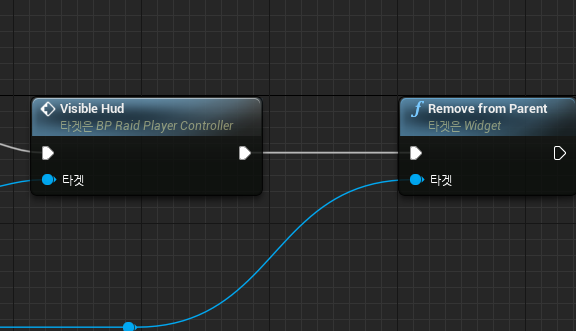 Visible Hud
타겟은 BP Raid Player Controller
타겟
Remove from Parent
타겟은 Widget
타겟